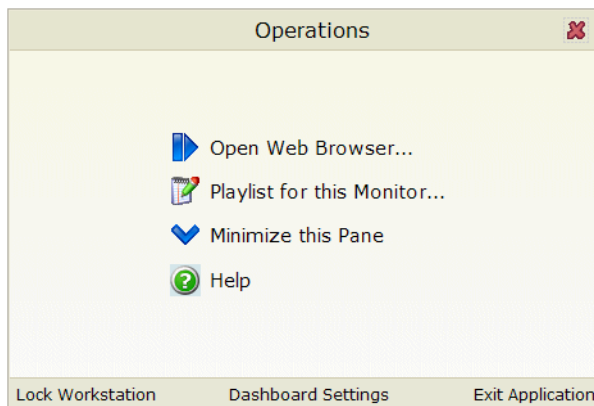 Operations
Open Web Browser...
Playlist for this Monitor...
Minimize this Pane
Help
Lock Workstation Dashboard Settings Exit Application